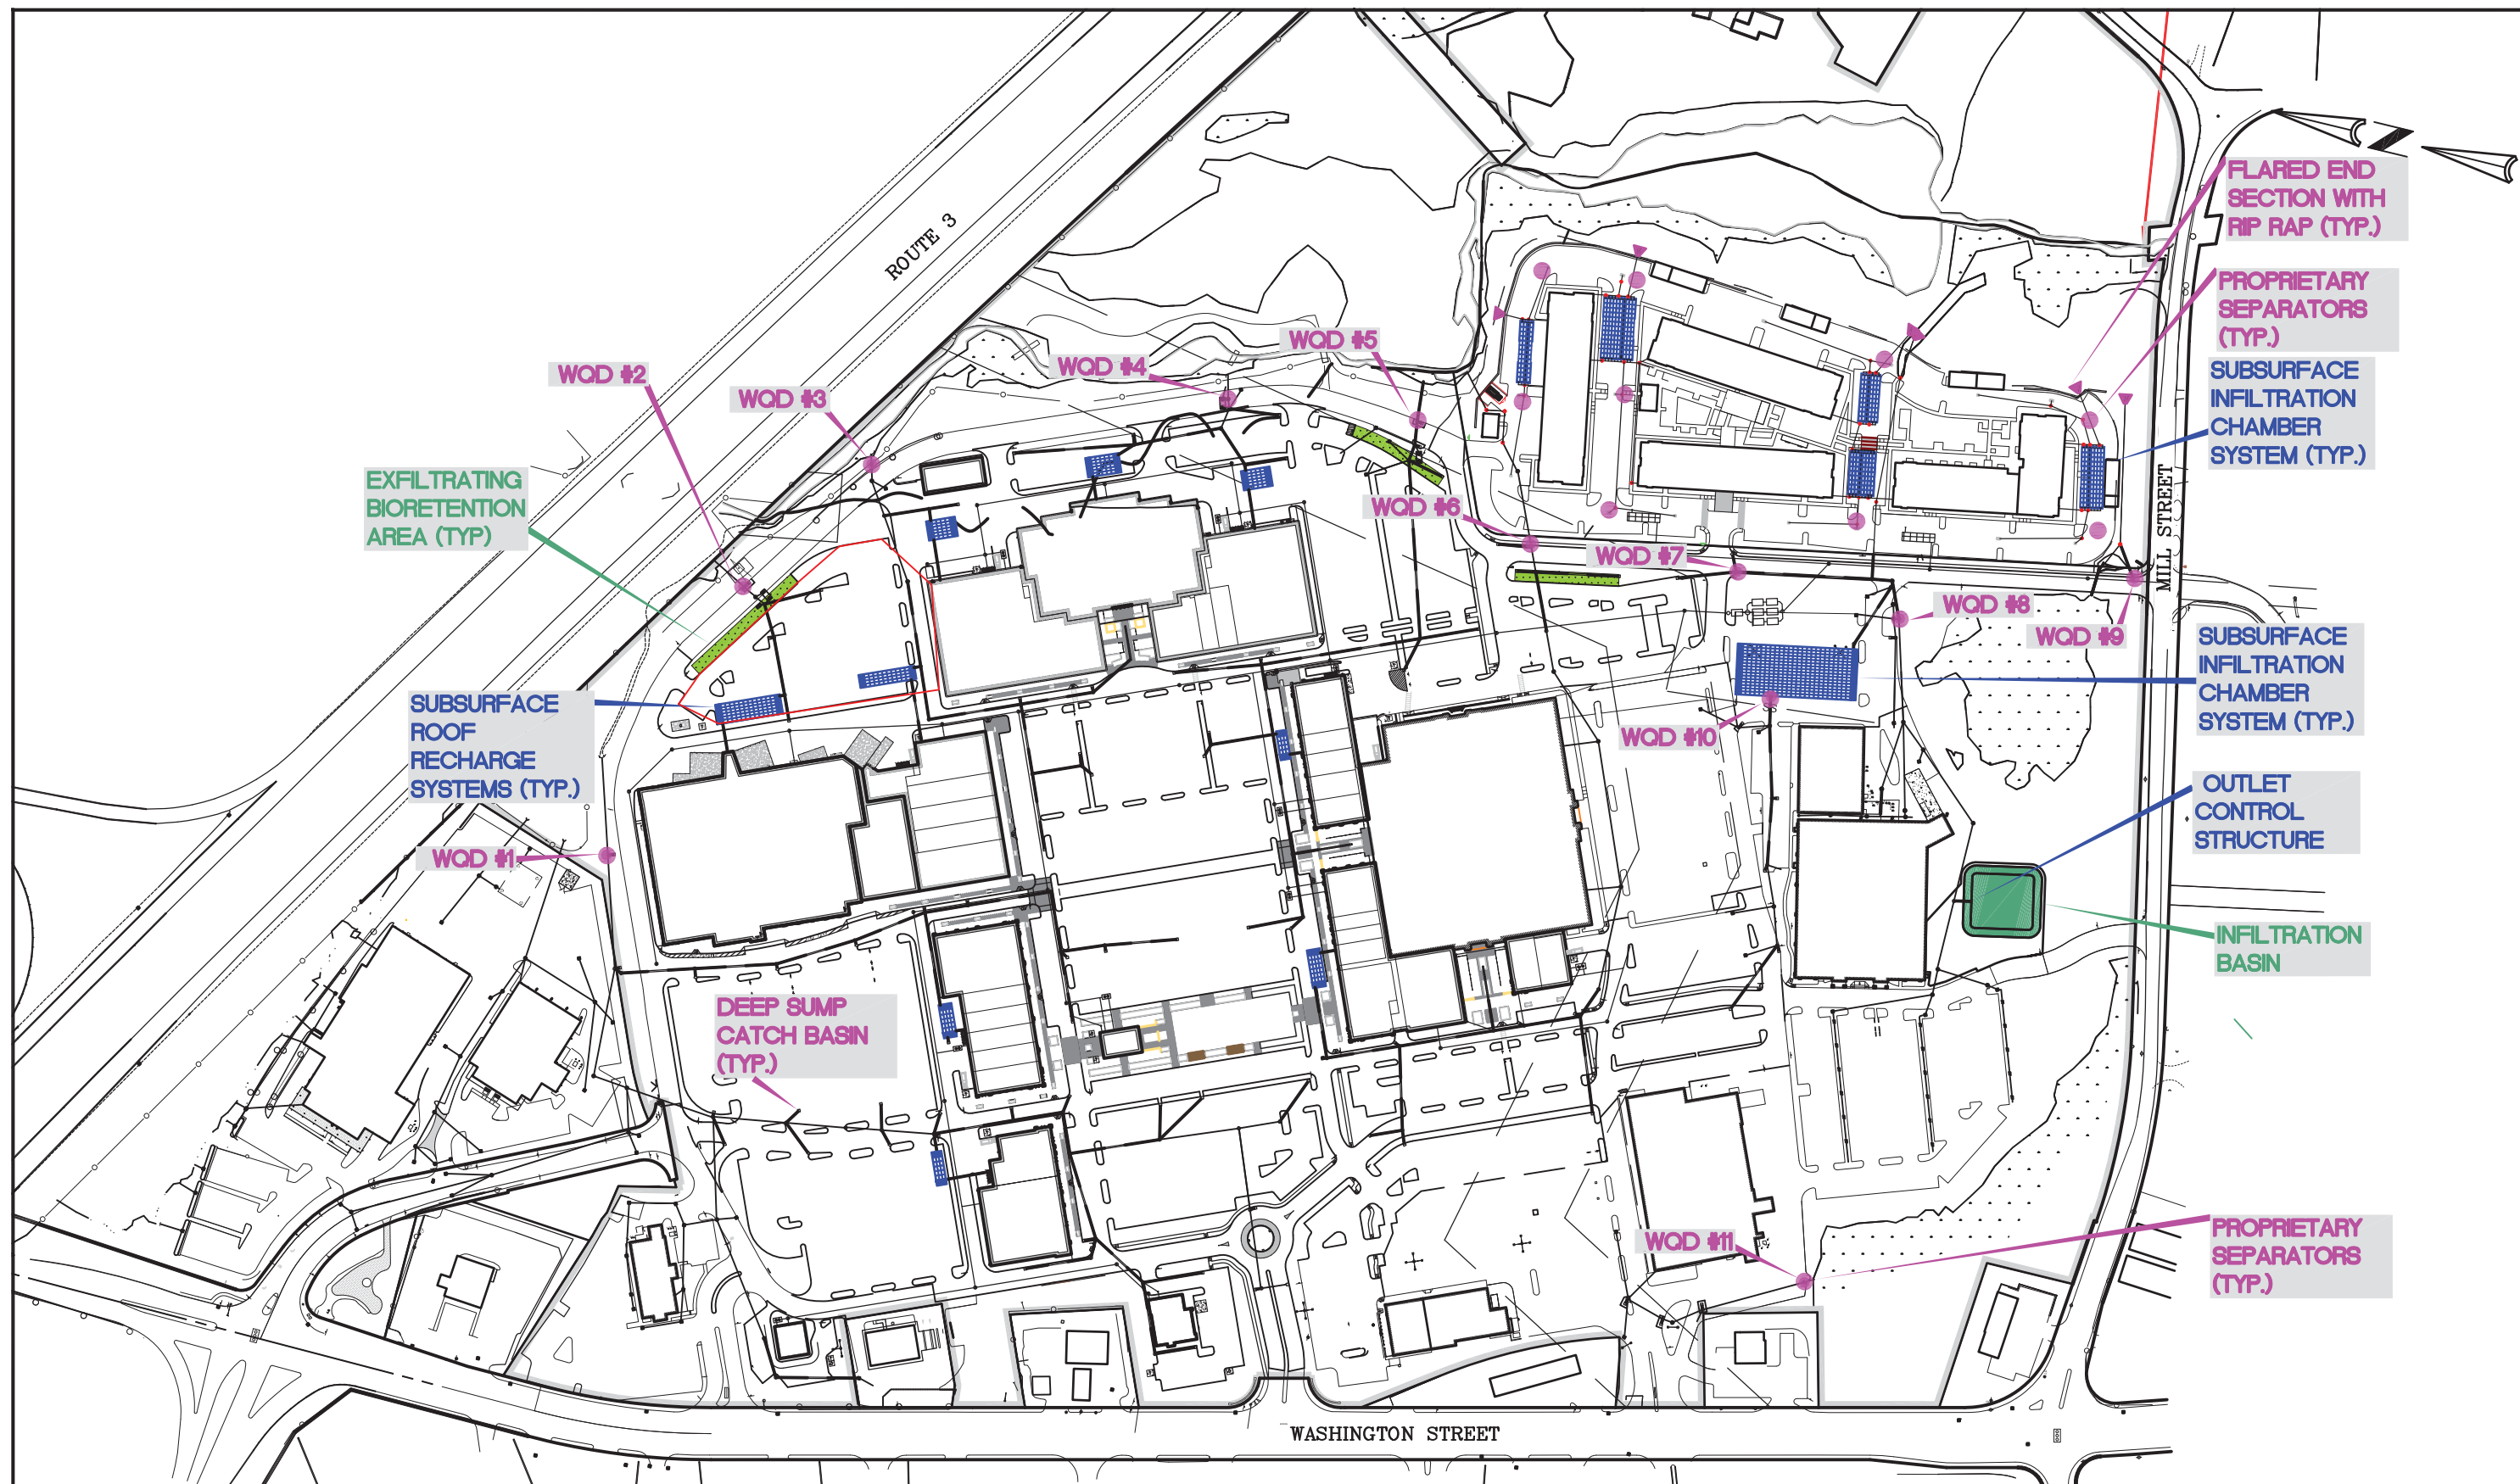 ROUTE 3
FLARED END
SECTION WITH
RIP RAP (TYP.)
PROPRIETARY
SEPARATORS
(TYP.)
SUBSURFACE
INFILTRATION
CHAMBER
SYSTEM (TYP.)
WQD #5
WQD #4
WQD #2
WQD #3
EXFILTRATING
BIORETENTION
AREA (TYP)
WQD #6
WQD #7
MILL STREET
WQD #8
WQD #9
SUBSURFACE
INFILTRATION
CHAMBER
SYSTEM (TYP.)
SUBSURFACE
ROOF
RECHARGE
SYSTEMS (TYP.)
WQD #10
OUTLET
CONTROL
STRUCTURE
WQD #1
INFILTRATION
BASIN
DEEP SUMP
CATCH BASIN
(TYP.)
WQD #11
PROPRIETARY
SEPARATORS
(TYP.)
WASHINGTON STREET